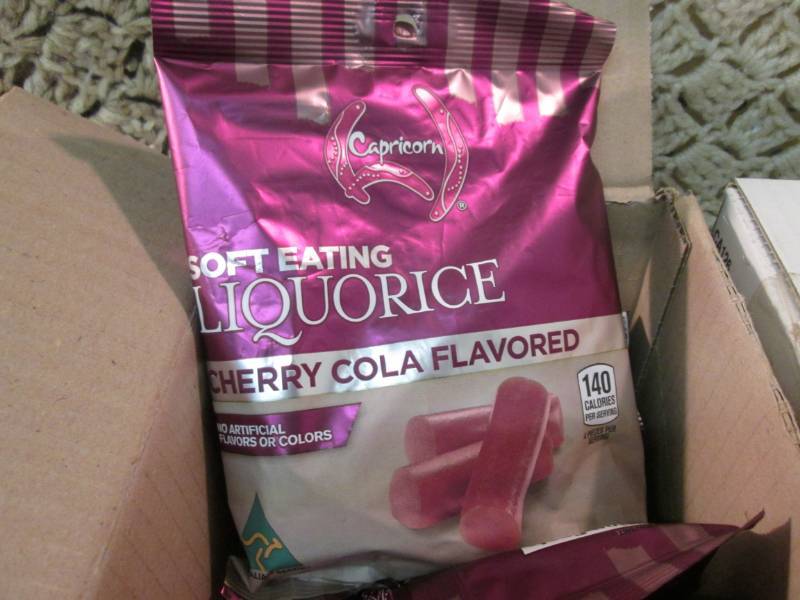 Capricorn
®
SOFT EATING
LIQUORICE
CHERRY COLA FLAVORED
140
CALORIES
PER SERVING
NO ARTIFICIAL
FLAVORS OR COLORS